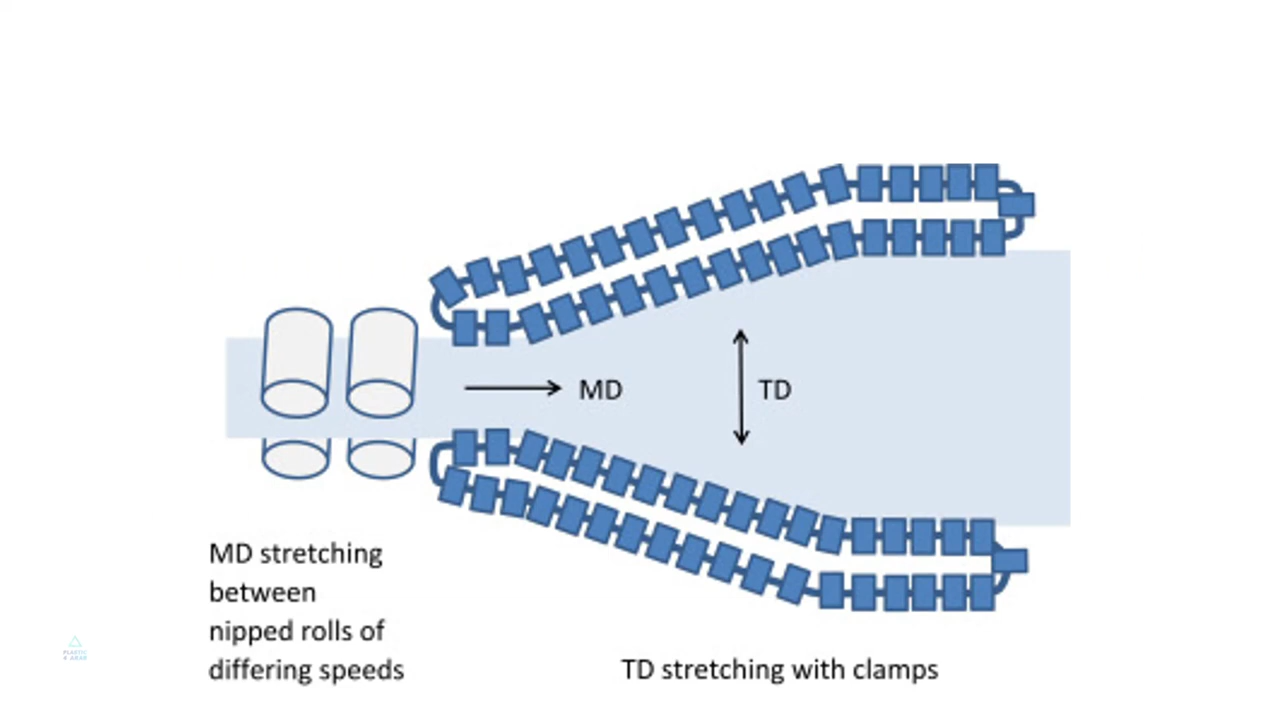 MD
TD
MD stretching
between
nipped rolls of
differing speeds
TD stretching with clamps